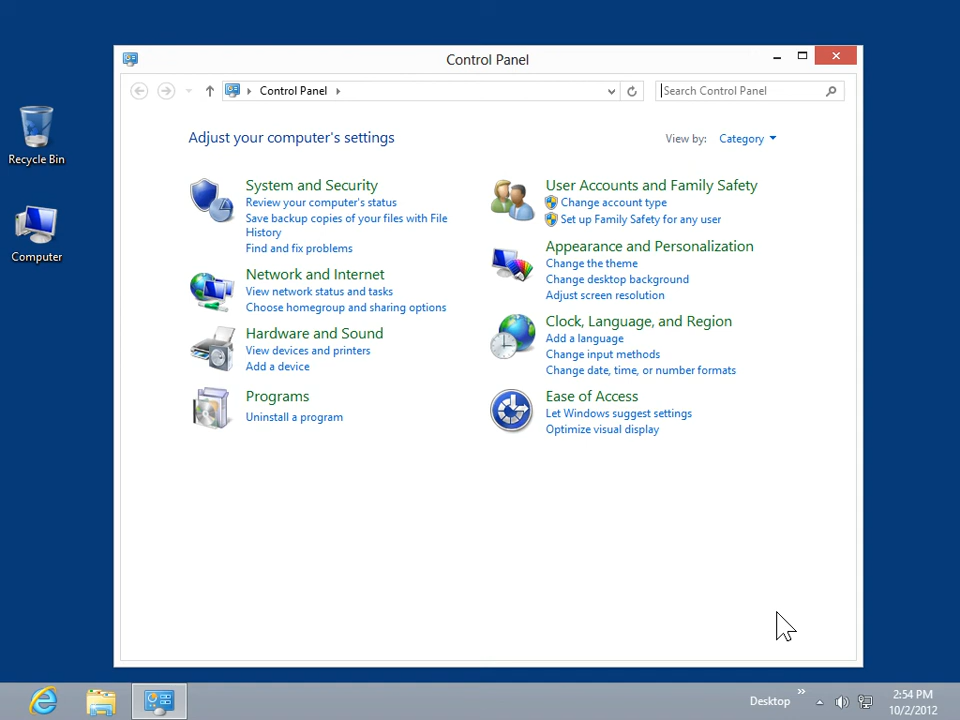 Control Panel
Control Panel
Search Control Panel
Adjust your computer's settings
View by: Category
Recycle Bin
Computer
System and Security
Review your computer's status
Save backup copies of your files with File
History
Find and fix problems
Network and Internet
View network status and tasks
Choose homegroup and sharing options
Hardware and Sound
View devices and printers
Add a device
Programs
Uninstall a program
User Accounts and Family Safety
Change account type
Set up Family Safety for any user
Appearance and Personalization
Change the theme
Change desktop background
Adjust screen resolution
Clock, Language, and Region
Add a language
Change input methods
Change date, time, or number formats
Ease of Access
Let Windows suggest settings
Optimize visual display
Desktop
2:54 PM
10/2/2012